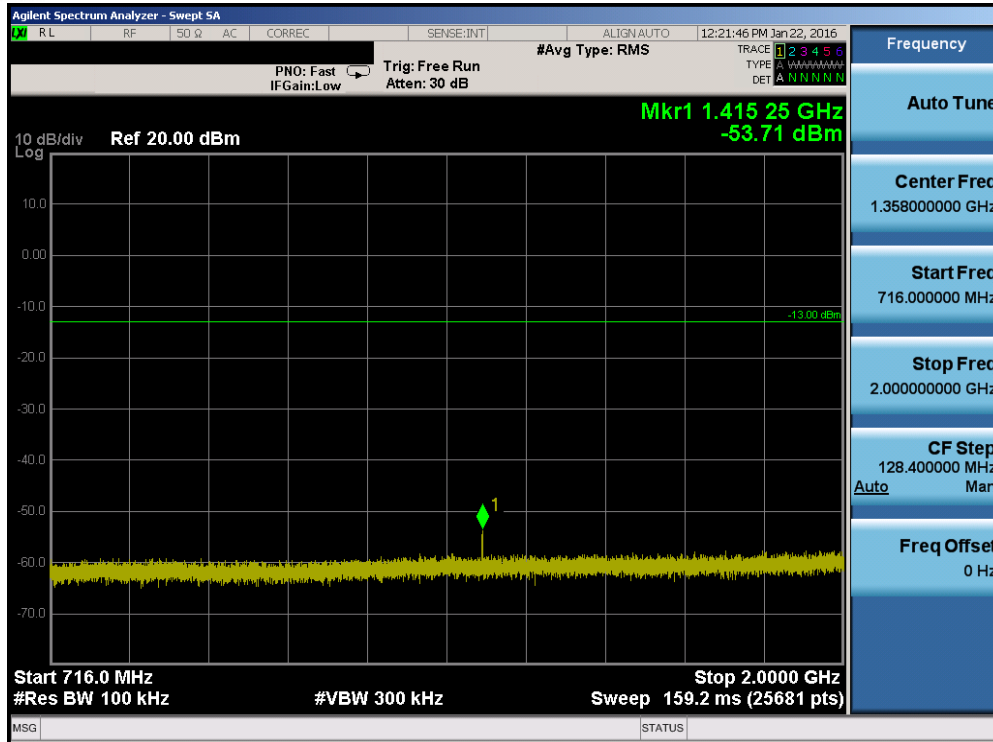 Agilent Spectrum Analyzer - Swept SA
LXI RL RF 50 Ω AC CORREC SENSE:INT ALIGN AUTO 12:21:46 PM Jan 22, 2016
PNO: Fast
IFGain:Low
Trig: Free Run
Atten: 30 dB
#Avg Type: RMS
TRACE 1 2 3 4 5 6
TYPE A WWWWW
DET A N N N N N
Mkr1 1.415 25 GHz
-53.71 dBm
10 dB/div Ref 20.00 dBm
Log
10.0
0.00
-10.0
-13.00 dBm
-20.0
-30.0
-40.0
-50.0
1
-60.0
-70.0
Start 716.0 MHz Stop 2.0000 GHz
#Res BW 100 kHz #VBW 300 kHz Sweep 159.2 ms (25681 pts)
MSG STATUS
Frequency
Auto Tune
Center Freq
1.358000000 GHz
Start Freq
716.000000 MHz
Stop Freq
2.000000000 GHz
CF Step
128.400000 MHz
Auto Man
Freq Offset
0 Hz